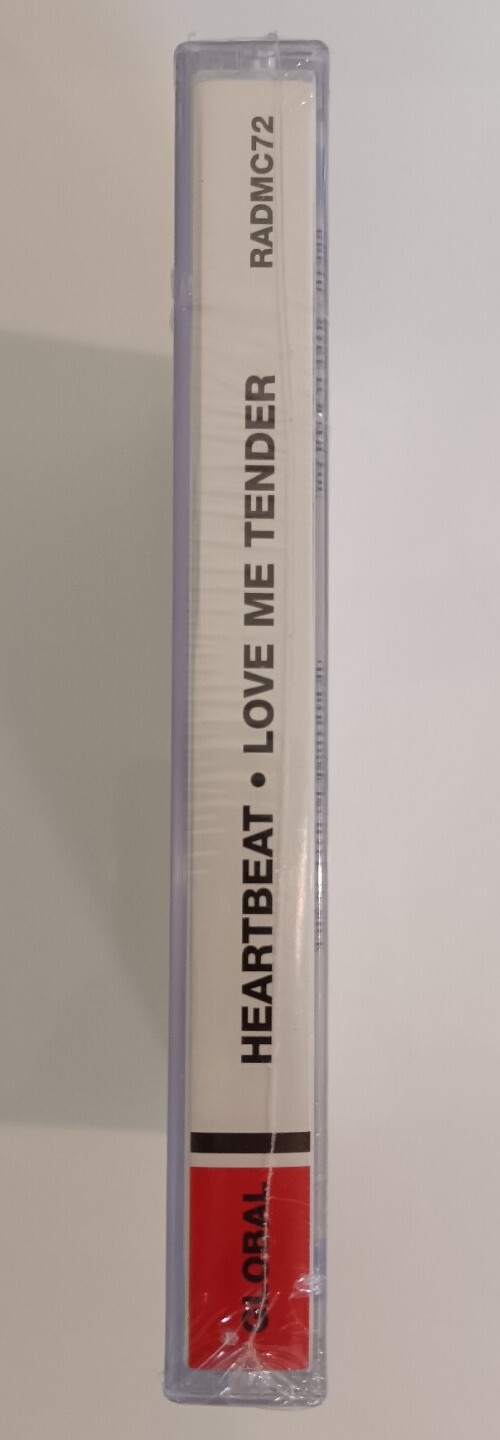 GLOBAL
HEARTBEAT • LOVE ME TENDER
RADMC72